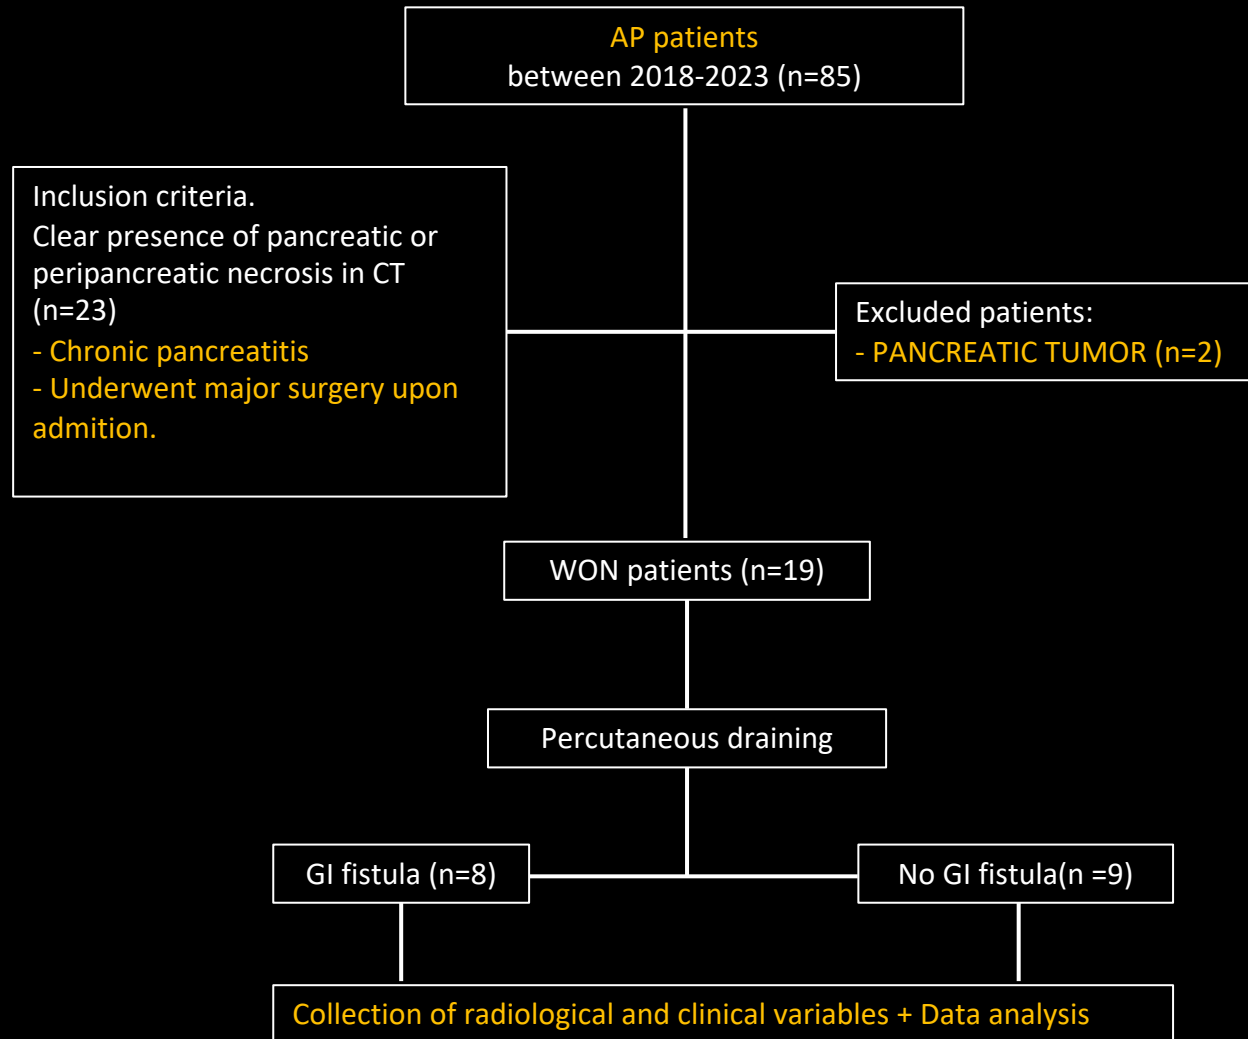 AP patients
between 2018-2023 (n=85)
Inclusion criteria.
Clear presence of pancreatic or
peripancreatic necrosis in CT
(n=23)
- Chronic pancreatitis
- Underwent major surgery upon
admition.
Excluded patients:
- PANCREATIC TUMOR (n=2)
WON patients (n=19)
Percutaneous draining
GI fistula (n=8)
No GI fistula(n =9)
Collection of radiological and clinical variables + Data analysis